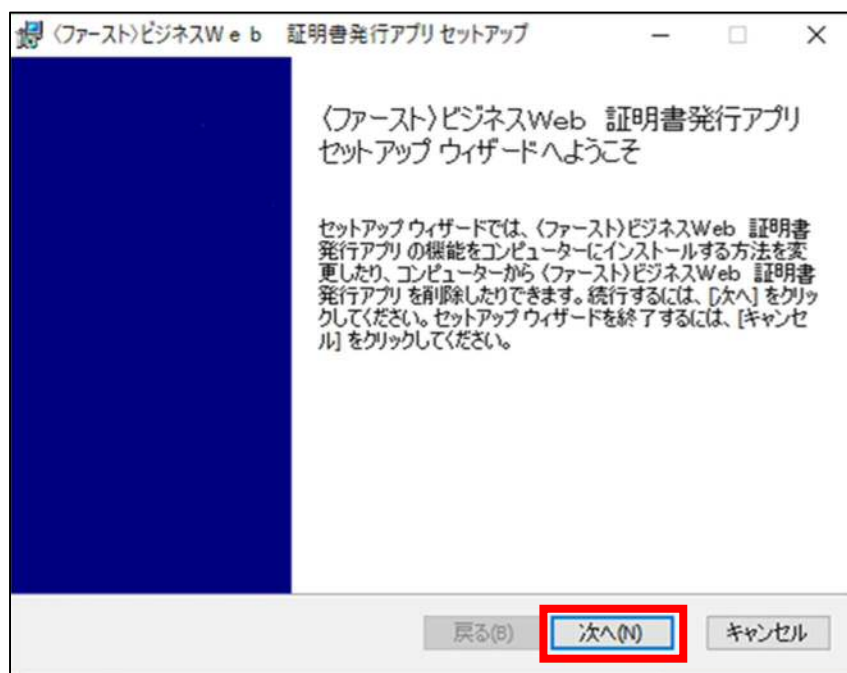 〈ファースト〉ビジネスWeb　証明書発行アプリ セットアップ
〈ファースト〉ビジネスWeb　証明書発行アプリ
セットアップ ウィザードへようこそ
セットアップ ウィザードでは、〈ファースト〉ビジネスWeb　証明書
発行アプリ の機能をコンピューターにインストールする方法を変
更したり、コンピューターから 〈ファースト〉ビジネスWeb　証明書
発行アプリ を削除したりできます。続行するには、[次へ] をクリッ
クしてください。セットアップ ウィザードを終了するには、[キャンセ
ル] をクリックしてください。
戻る(B)　次へ(N)　キャンセル